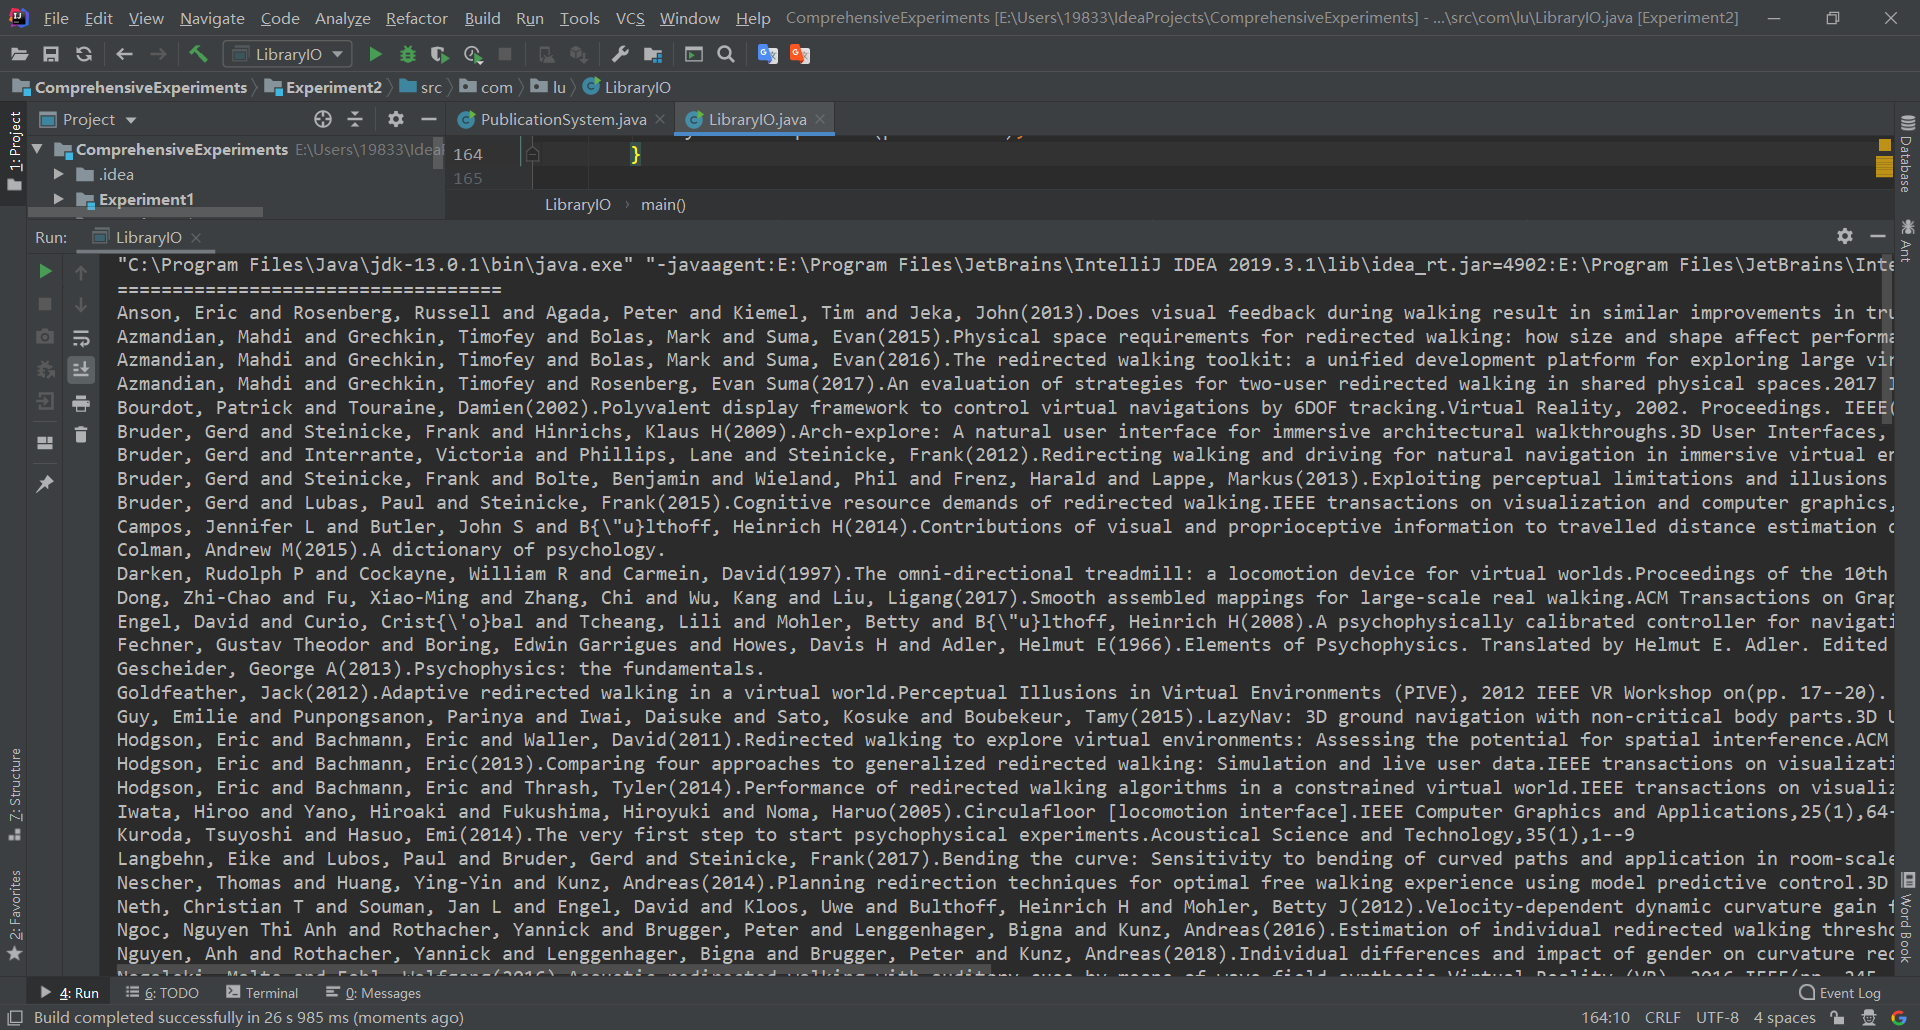 File Edit View Navigate Code Analyze Refactor Build Run Tools VCS Window Help ComprehensiveExperiments [E:\Users\19833\IdeaProjects\ComprehensiveExperiments] - ...\src\com\lu\LibraryIO.java [Experiment2]
LibraryIO
ComprehensiveExperiments Experiment2 src com lu LibraryIO
Project PublicationSystem.java LibraryIO.java
ComprehensiveExperiments E:\Users\19833\Idea
164 }
.idea
165
Experiment1
LibraryIO › main()
Run: LibraryIO
"C:\Program Files\Java\jdk-13.0.1\bin\java.exe" "-javaagent:E:\Program Files\JetBrains\IntelliJ IDEA 2019.3.1\lib\idea_rt.jar=4902:E:\Program Files\JetBrains\Inte
===================================
Anson, Eric and Rosenberg, Russell and Agada, Peter and Kiemel, Tim and Jeka, John(2013).Does visual feedback during walking result in similar improvements in tru
Azmandian, Mahdi and Grechkin, Timofey and Bolas, Mark and Suma, Evan(2015).Physical space requirements for redirected walking: how size and shape affect performa
Azmandian, Mahdi and Grechkin, Timofey and Bolas, Mark and Suma, Evan(2016).The redirected walking toolkit: a unified development platform for exploring large vir
Azmandian, Mahdi and Grechkin, Timofey and Rosenberg, Evan Suma(2017).An evaluation of strategies for two-user redirected walking in shared physical spaces.2017 I
Bourdot, Patrick and Touraine, Damien(2002).Polyvalent display framework to control virtual navigations by 6DOF tracking.Virtual Reality, 2002. Proceedings. IEEE(
Bruder, Gerd and Steinicke, Frank and Hinrichs, Klaus H(2009).Arch-explore: A natural user interface for immersive architectural walkthroughs.3D User Interfaces,
Bruder, Gerd and Interrante, Victoria and Phillips, Lane and Steinicke, Frank(2012).Redirecting walking and driving for natural navigation in immersive virtual en
Bruder, Gerd and Steinicke, Frank and Bolte, Benjamin and Wieland, Phil and Frenz, Harald and Lappe, Markus(2013).Exploiting perceptual limitations and illusions
Bruder, Gerd and Lubas, Paul and Steinicke, Frank(2015).Cognitive resource demands of redirected walking.IEEE transactions on visualization and computer graphics,
Campos, Jennifer L and Butler, John S and B{\"u}lthoff, Heinrich H(2014).Contributions of visual and proprioceptive information to travelled distance estimation d
Colman, Andrew M(2015).A dictionary of psychology.
Darken, Rudolph P and Cockayne, William R and Carmein, David(1997).The omni-directional treadmill: a locomotion device for virtual worlds.Proceedings of the 10th
Dong, Zhi-Chao and Fu, Xiao-Ming and Zhang, Chi and Wu, Kang and Liu, Ligang(2017).Smooth assembled mappings for large-scale real walking.ACM Transactions on Grap
Engel, David and Curio, Crist{\'o}bal and Tcheang, Lili and Mohler, Betty and B{\"u}lthoff, Heinrich H(2008).A psychophysically calibrated controller for navigati
Fechner, Gustav Theodor and Boring, Edwin Garrigues and Howes, Davis H and Adler, Helmut E(1966).Elements of Psychophysics. Translated by Helmut E. Adler. Edited
Gescheider, George A(2013).Psychophysics: the fundamentals.
Goldfeather, Jack(2012).Adaptive redirected walking in a virtual world.Perceptual Illusions in Virtual Environments (PIVE), 2012 IEEE VR Workshop on(pp. 17--20).
Guy, Emilie and Punpongsanon, Parinya and Iwai, Daisuke and Sato, Kosuke and Boubekeur, Tamy(2015).LazyNav: 3D ground navigation with non-critical body parts.3D U
Hodgson, Eric and Bachmann, Eric and Waller, David(2011).Redirected walking to explore virtual environments: Assessing the potential for spatial interference.ACM
Hodgson, Eric and Bachmann, Eric(2013).Comparing four approaches to generalized redirected walking: Simulation and live user data.IEEE transactions on visualizati
Hodgson, Eric and Bachmann, Eric and Thrash, Tyler(2014).Performance of redirected walking algorithms in a constrained virtual world.IEEE transactions on visualiz
Iwata, Hiroo and Yano, Hiroaki and Fukushima, Hiroyuki and Noma, Haruo(2005).Circulafloor [locomotion interface].IEEE Computer Graphics and Applications,25(1),64-
Kuroda, Tsuyoshi and Hasuo, Emi(2014).The very first step to start psychophysical experiments.Acoustical Science and Technology,35(1),1--9
Langbehn, Eike and Lubos, Paul and Bruder, Gerd and Steinicke, Frank(2017).Bending the curve: Sensitivity to bending of curved paths and application in room-scale
Nescher, Thomas and Huang, Ying-Yin and Kunz, Andreas(2014).Planning redirection techniques for optimal free walking experience using model predictive control.3D
Neth, Christian T and Souman, Jan L and Engel, David and Kloos, Uwe and Bulthoff, Heinrich H and Mohler, Betty J(2012).Velocity-dependent dynamic curvature gain f
Ngoc, Nguyen Thi Anh and Rothacher, Yannick and Brugger, Peter and Lenggenhager, Bigna and Kunz, Andreas(2016).Estimation of individual redirected walking thresho
Nguyen, Anh and Rothacher, Yannick and Lenggenhager, Bigna and Brugger, Peter and Kunz, Andreas(2018).Individual differences and impact of gender on curvature red
4: Run 6: TODO Terminal 0: Messages Event Log
Build completed successfully in 26 s 985 ms (moments ago) 164:10 CRLF UTF-8 4 spaces
1: Project
7: Structure
2: Favorites
Database
Ant
Word Book